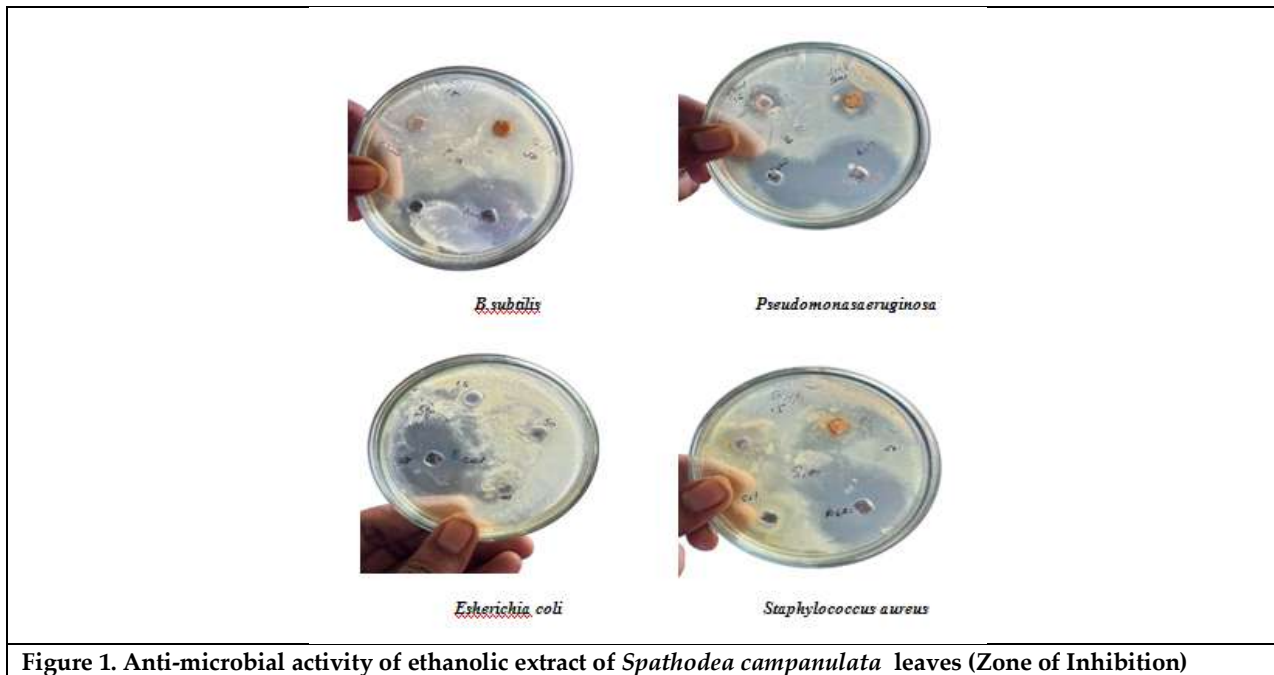 B.subtilis
Pseudomonasaeruginosa
Esherichia coli
Staphylococcus aureus
Figure 1. Anti-microbial activity of ethanolic extract of Spathodea campanulata leaves (Zone of Inhibition)